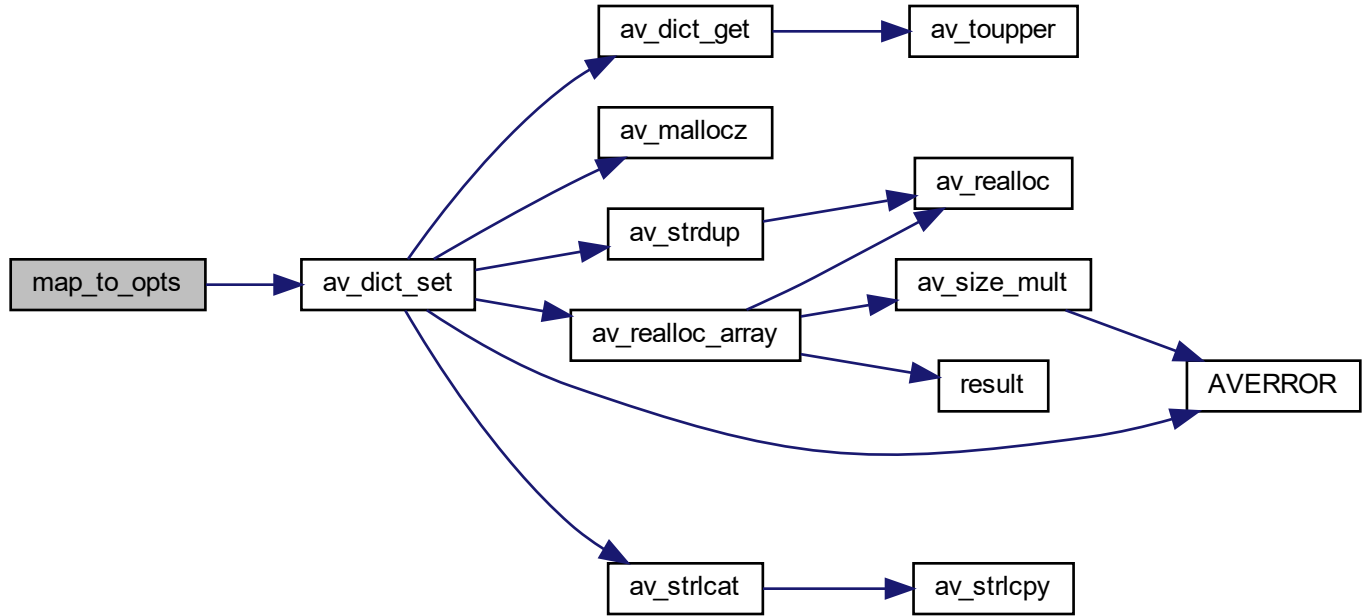 av_dict_get
av_toupper
av_mallocz
av_realloc
av_strdup
map_to_opts
av_dict_set
av_size_mult
av_realloc_array
result
AVERROR
av_strlcat
av_strlcpy